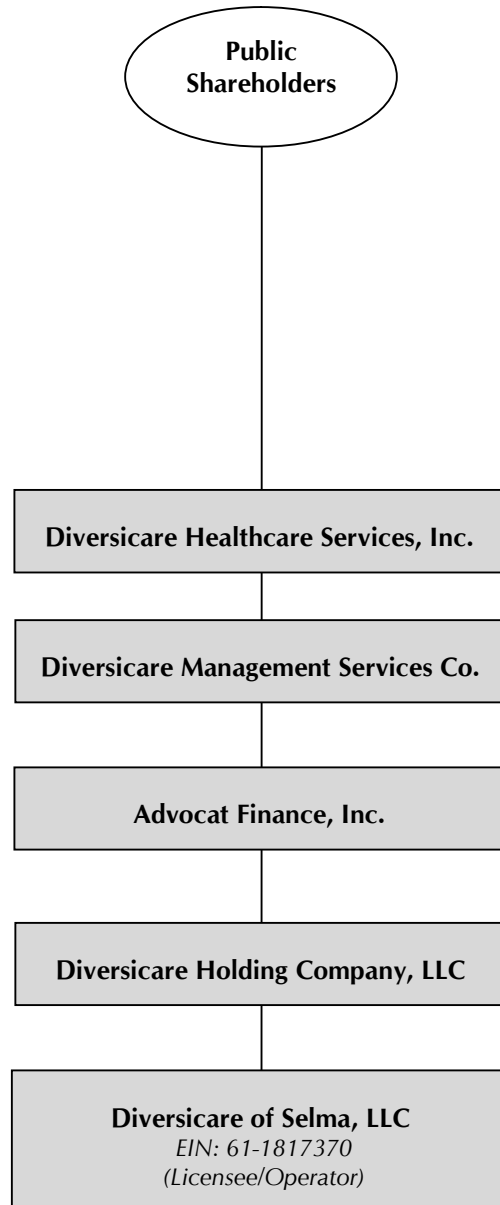 Public
Shareholders
Diversicare Healthcare Services, Inc.
Diversicare Management Services Co.
Advocat Finance, Inc.
Diversicare Holding Company, LLC
Diversicare of Selma, LLC
EIN: 61-1817370
(Licensee/Operator)